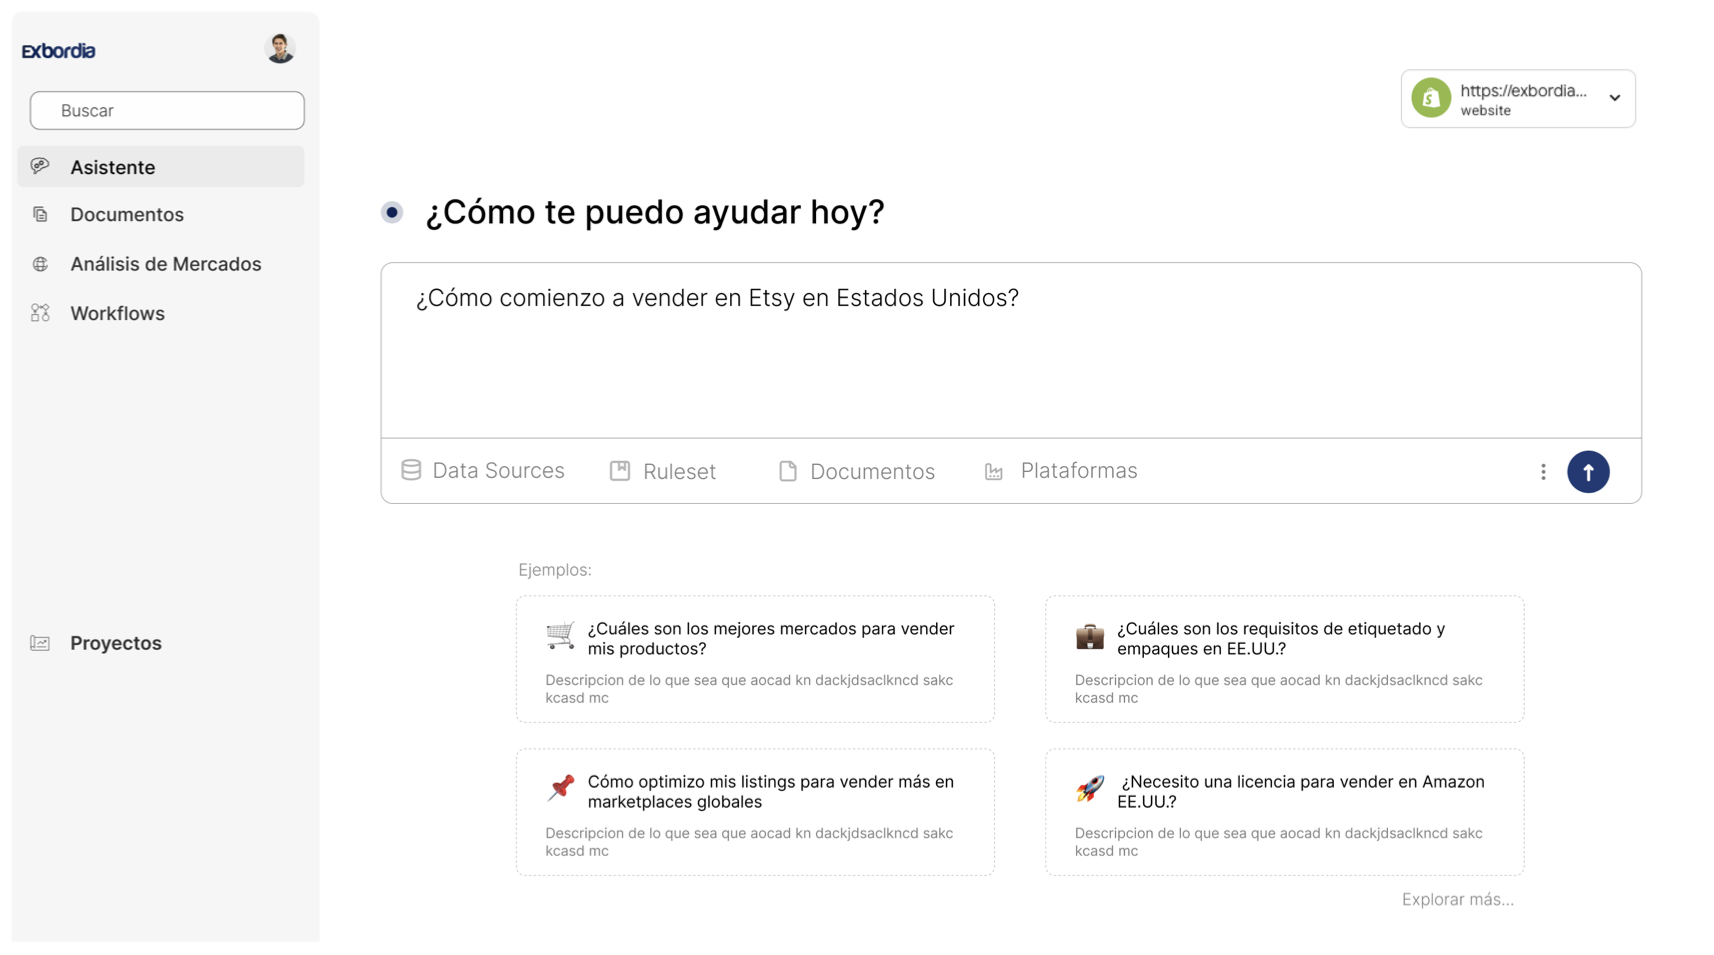 Exbordia
Buscar
Asistente
Documentos
Análisis de Mercados
Workflows
Proyectos
https://exbordia...
website
¿Cómo te puedo ayudar hoy?
¿Cómo comienzo a vender en Etsy en Estados Unidos?
Data Sources
Ruleset
Documentos
Plataformas
Ejemplos:
¿Cuáles son los mejores mercados para vender
mis productos?
Descripcion de lo que sea que aocad kn dackjdsaclkncd sakc
kcasd mc
¿Cuáles son los requisitos de etiquetado y
empaques en EE.UU.?
Descripcion de lo que sea que aocad kn dackjdsaclkncd sakc
kcasd mc
Cómo optimizo mis listings para vender más en
marketplaces globales
Descripcion de lo que sea que aocad kn dackjdsaclkncd sakc
kcasd mc
¿Necesito una licencia para vender en Amazon
EE.UU.?
Descripcion de lo que sea que aocad kn dackjdsaclkncd sakc
kcasd mc
Explorar más...